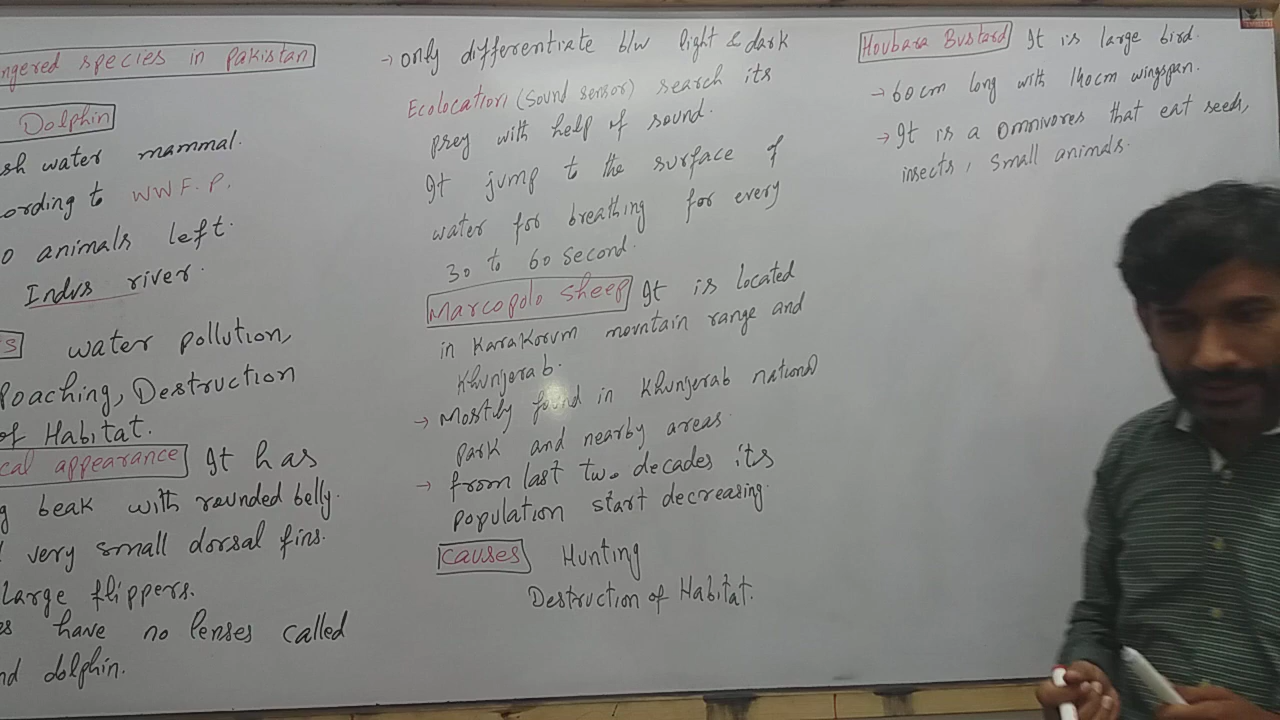 ngered species in pakistan
Dolphin
sh water mammal.
ording to WWF.P.
0 animals left.
Indus river.
s water pollution,
Poaching, Destruction
of Habitat.
cal appearance It has
g beak with rounded belly.
very small dorsal fins.
large flippers.
es have no lenses called
nd dolphin.
→ only differentiate b/w light & dark
Ecolocation (sound sensor) search its
prey with help of sound.
It jump to the surface of
water for breathing for every
30 to 60 second.
Marcopolo sheep It is located
in Karakorum mountain range and
Khunjerab.
→ Mostly found in Khunjerab national
park and nearby areas.
→ from last two decades its
population start decreasing.
causes Hunting
Destruction of Habitat.
Houbara Bustard It is large bird.
→ 60cm long with 140cm wingspan.
→ It is a omnivores that eat seeds,
insects, small animals.